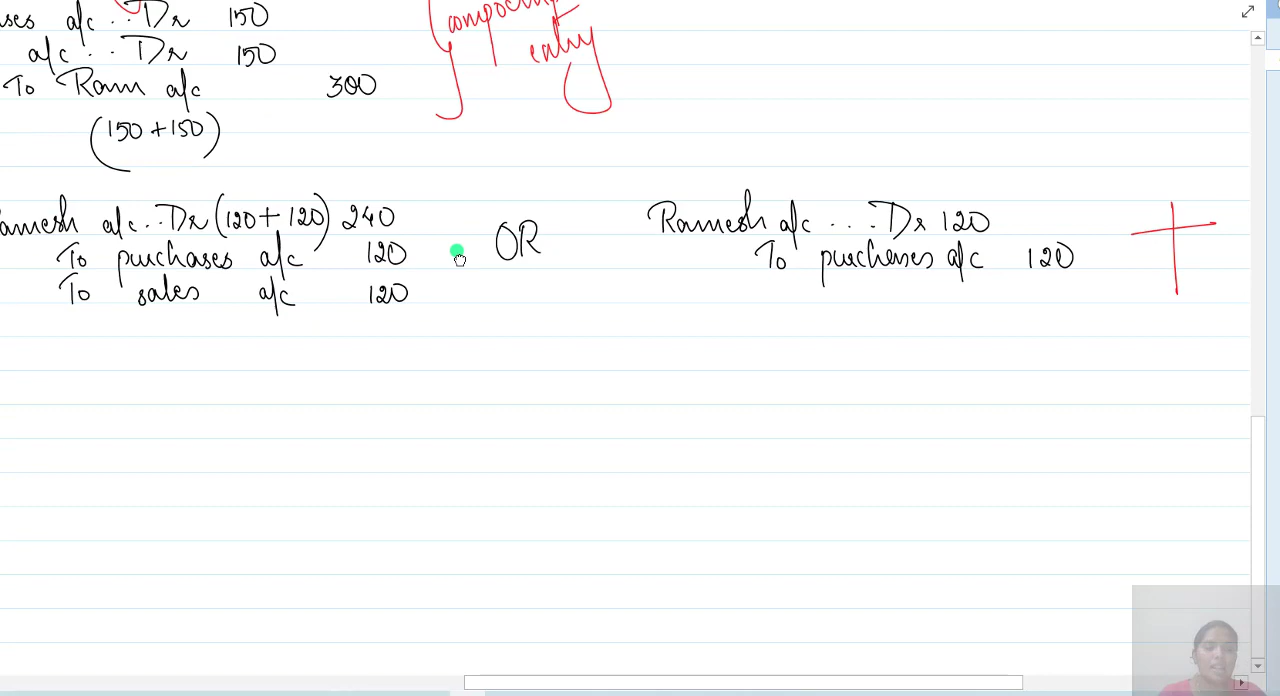 ses a/c .. Dr 150
a/c .. Dr 150
To Ram a/c 300
(150 + 150)
entry
Ramesh a/c .. Dr (120 + 120) 240
To purchases a/c 120
To sales a/c 120
OR
Ramesh a/c ... Dr 120
To purchases a/c 120